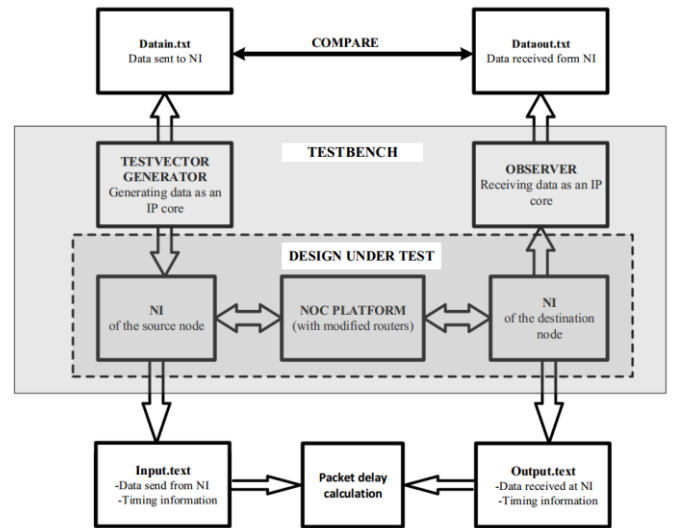 Datain.txt
Data sent to NI
COMPARE
Dataout.txt
Data received form NI
TESTBENCH
TESTVECTOR
GENERATOR
Generating data as an
IP core
OBSERVER
Receiving data as an IP
core
DESIGN UNDER TEST
NI
of the source node
NOC PLATFORM
(with modified routers)
NI
of the destination
node
Input.text
-Data send from NI
-Timing information
Packet delay
calculation
Output.text
-Data received at NI
-Timing information